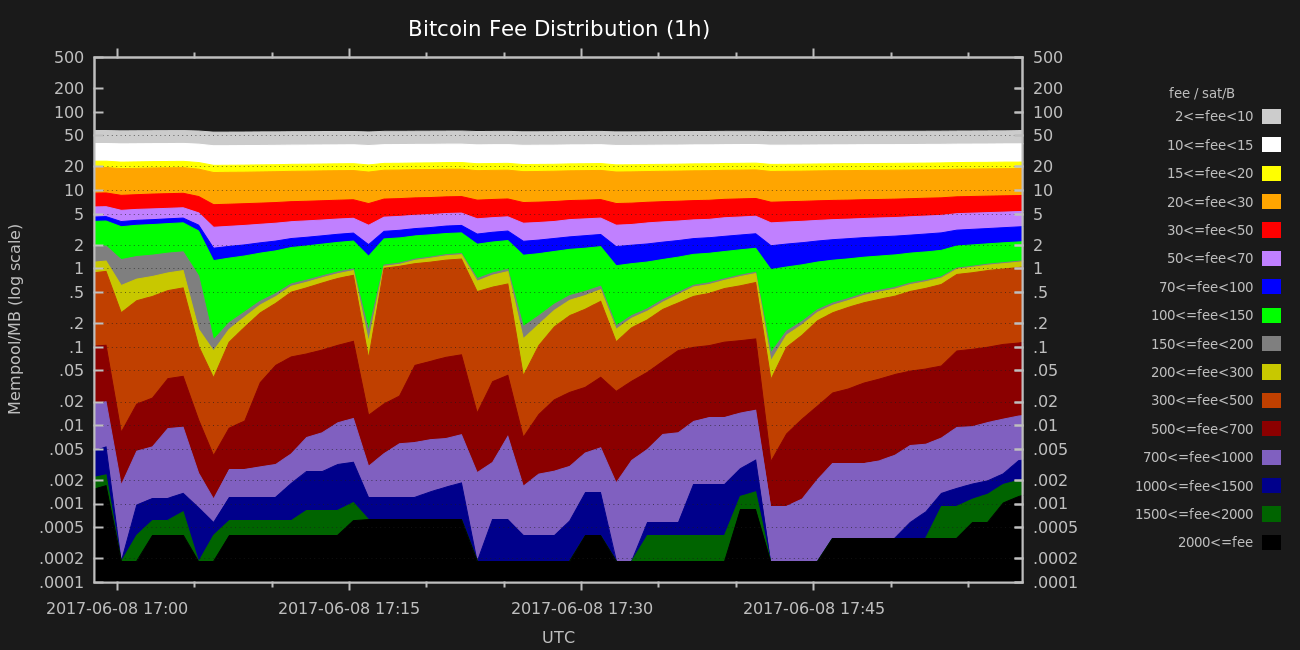 Bitcoin Fee Distribution (1h)
500
200
100
50
20
10
5
2
1
.5
.2
.1
.05
.02
.01
.005
.002
.001
.0005
.0002
.0001
Mempool/MB (log scale)
500
200
100
50
20
10
5
2
1
.5
.2
.1
.05
.02
.01
.005
.002
.001
.0005
.0002
.0001
2017-06-08 17:00
2017-06-08 17:15
2017-06-08 17:30
2017-06-08 17:45
UTC
fee / sat/B
2<=fee<10
10<=fee<15
15<=fee<20
20<=fee<30
30<=fee<50
50<=fee<70
70<=fee<100
100<=fee<150
150<=fee<200
200<=fee<300
300<=fee<500
500<=fee<700
700<=fee<1000
1000<=fee<1500
1500<=fee<2000
2000<=fee